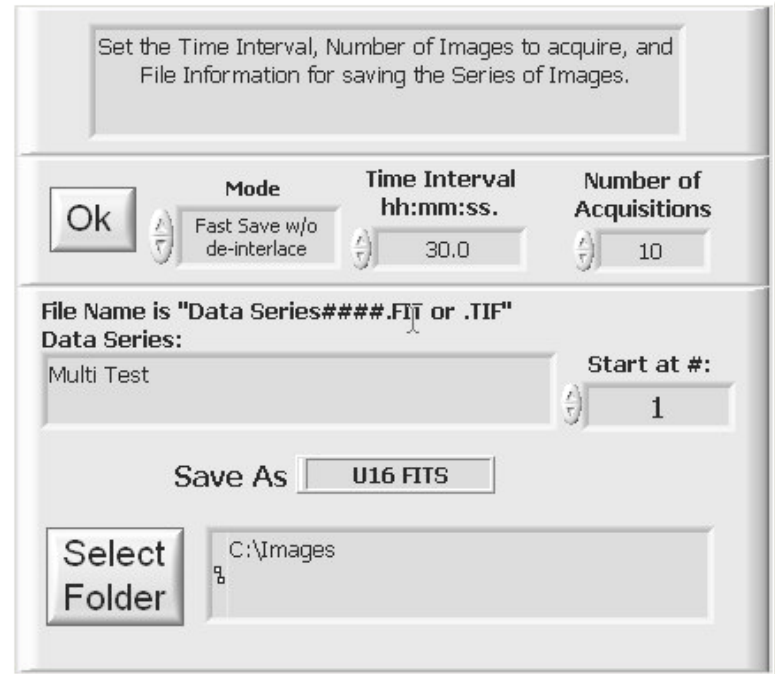 Set the Time Interval, Number of Images to acquire, and
File Information for saving the Series of Images.
Ok
Mode
Fast Save w/o
de-interlace
Time Interval
hh:mm:ss.
30.0
Number of
Acquisitions
10
File Name is "Data Series####.FIT or .TIF"
Data Series:
Multi Test
Start at #:
1
Save As
U16 FITS
Select
Folder
C:\Images